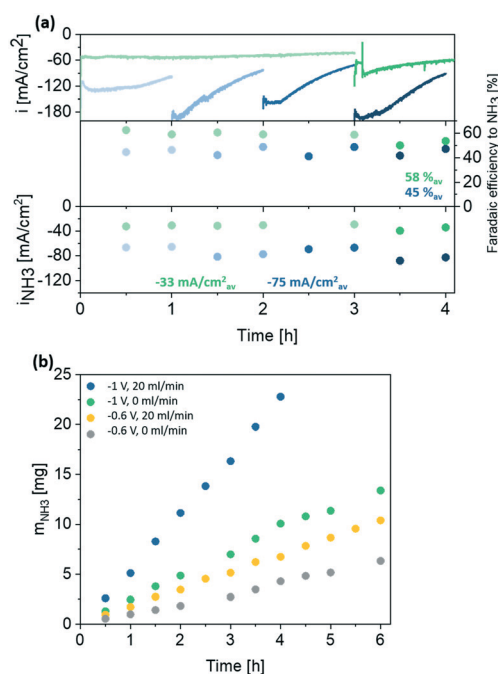 (a)
i [mA/cm²]
0
-60
-120
-180
Faradaic efficiency to NH3 [%]
60
40
20
0
58 %av
45 %av
iNH3 [mA/cm²]
0
-40
-80
-120
-33 mA/cm²av
-75 mA/cm²av
0 1 2 3 4
Time [h]
(b)
mNH3 [mg]
25
20
15
10
5
0
-1 V, 20 ml/min
-1 V, 0 ml/min
-0.6 V, 20 ml/min
-0.6 V, 0 ml/min
0 1 2 3 4 5 6
Time [h]